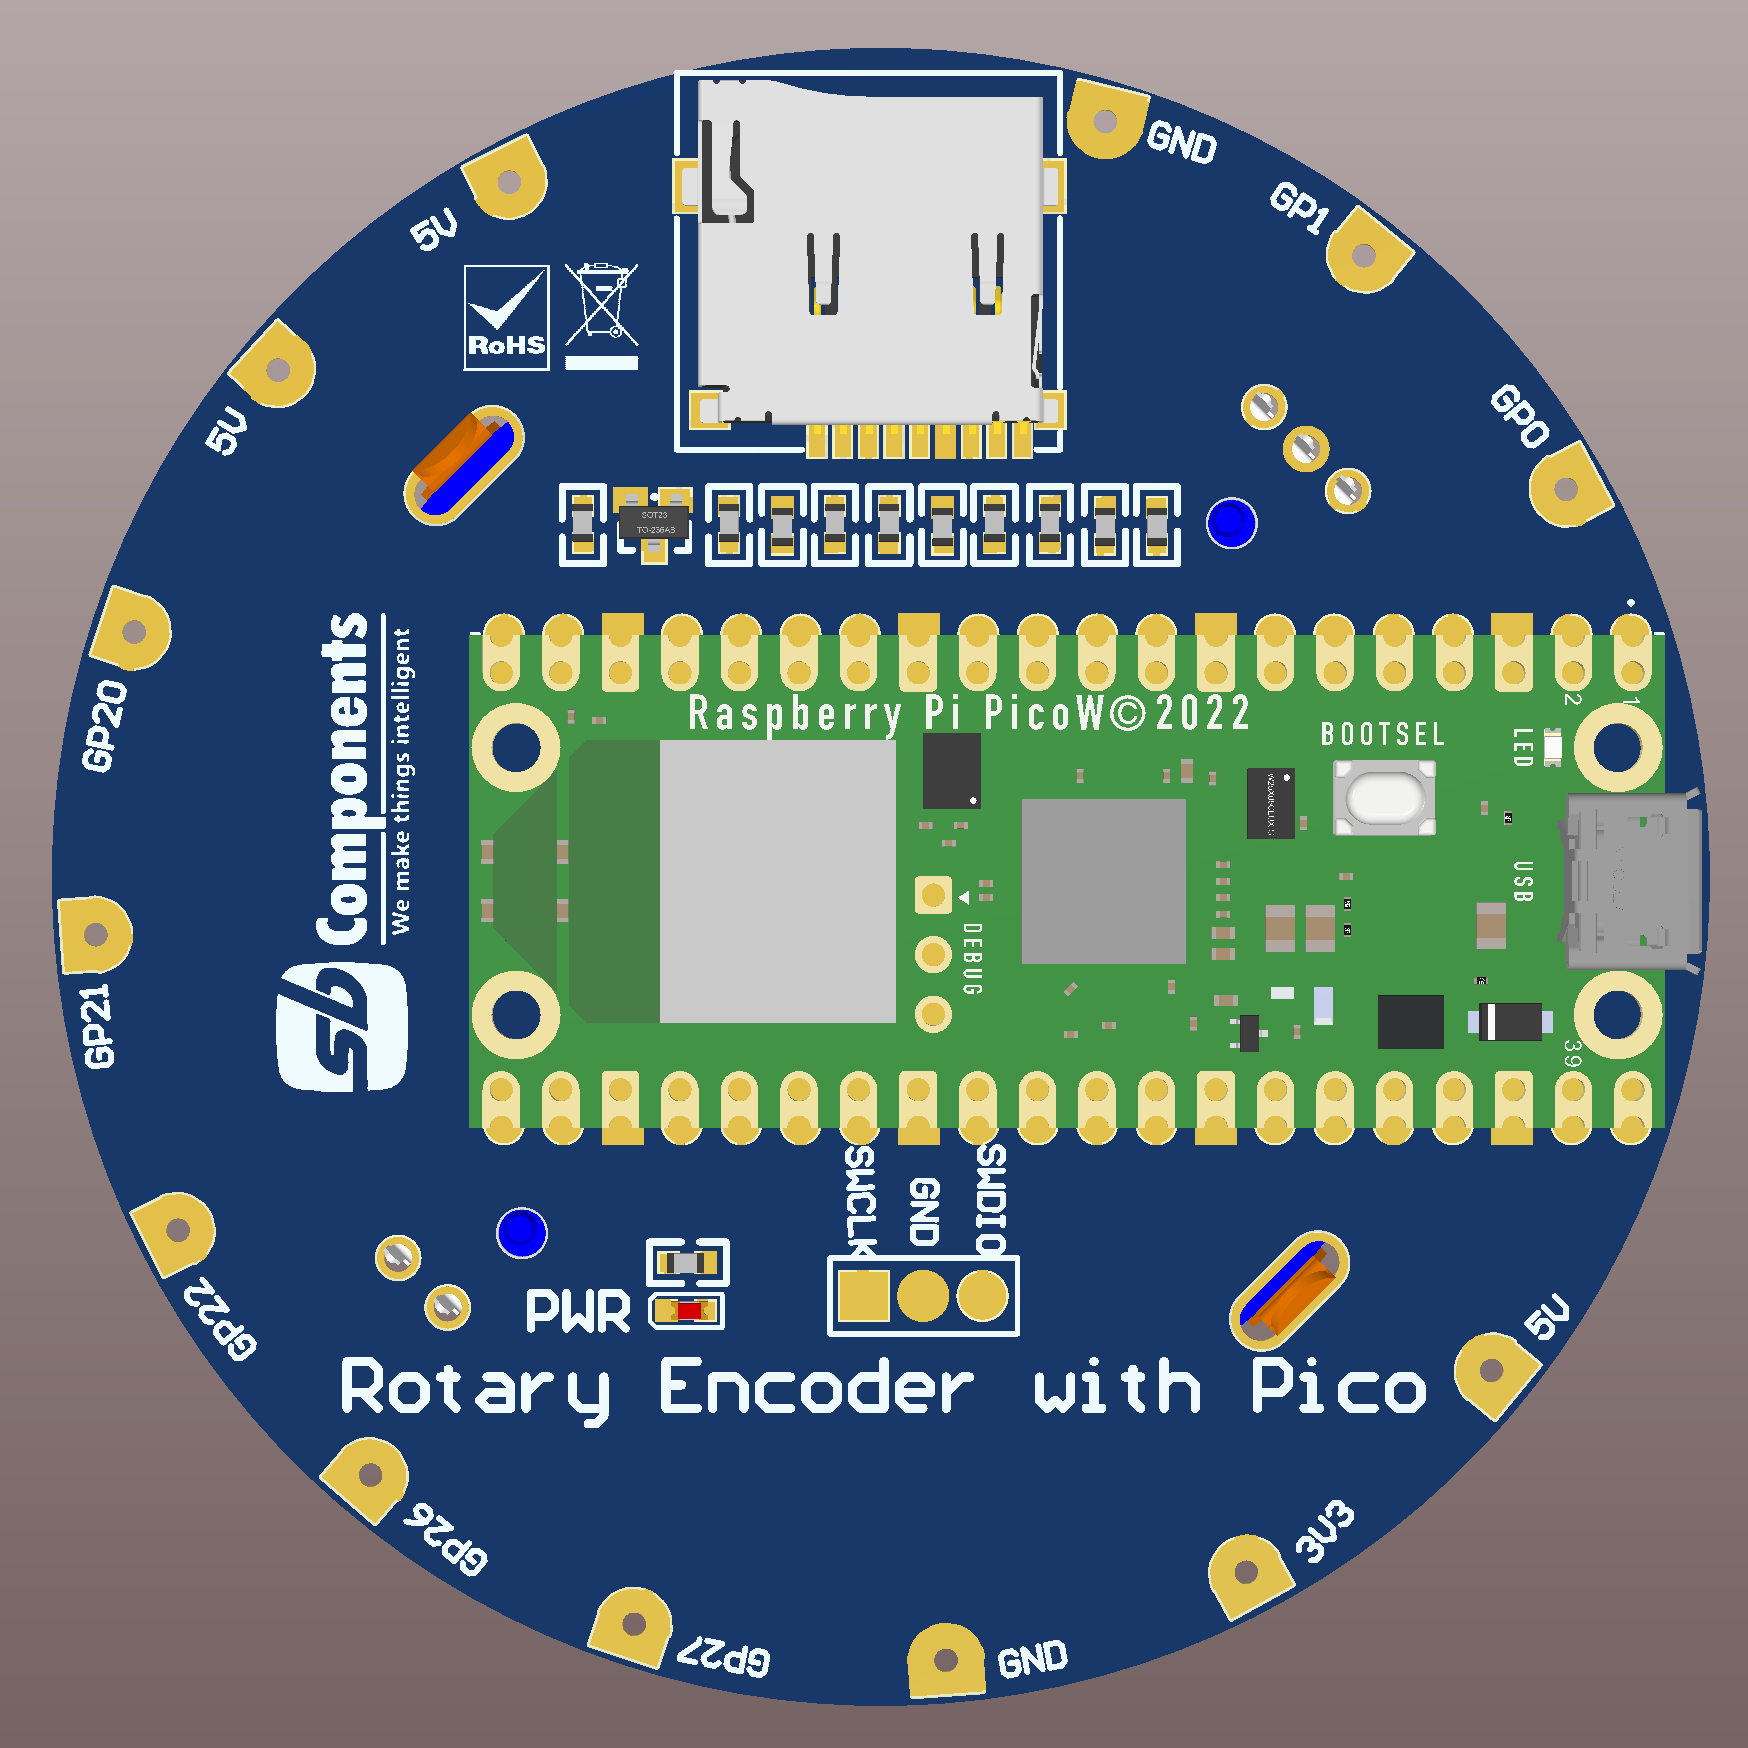 GND
GP1
5V
RoHS
5V
GP0
SOT23
TO-236AB
Raspberry Pi PicoW©2022
2
1
BOOTSEL
LED
GP20
Components
We make things intelligent
USB
DEBUG
GP21
39
SWCLK
GND
SWDIO
GP22
PWR
5V
Rotary Encoder with Pico
GP26
3V3
GP27
GND